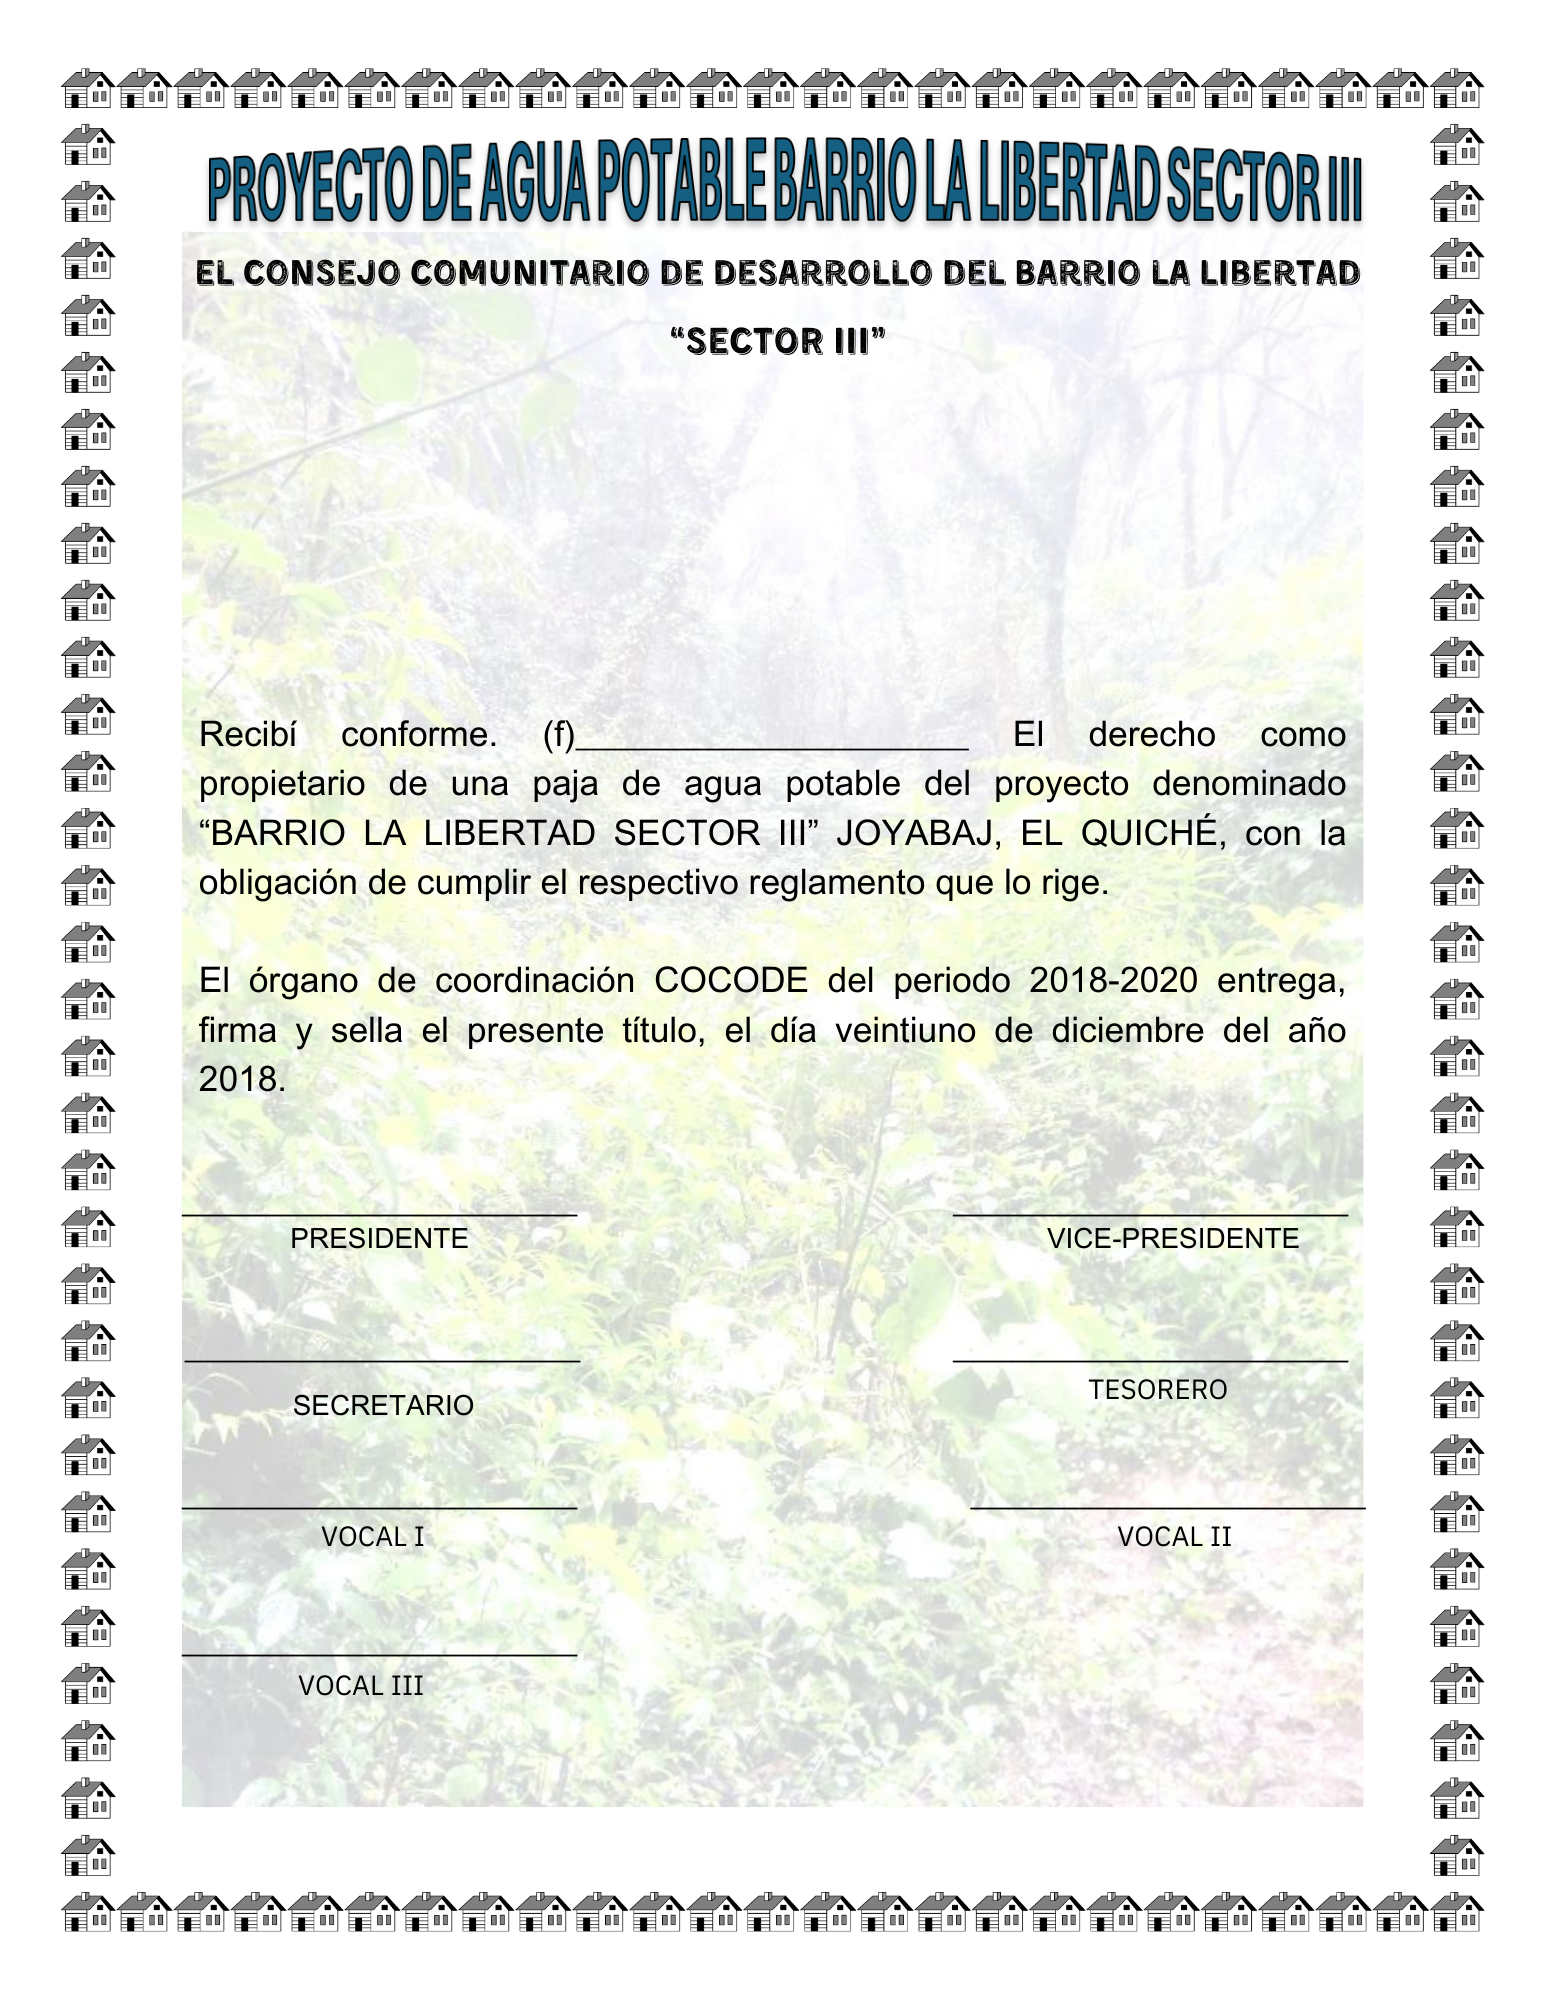 PROYECTO DE AGUA POTABLE BARRIO LA LIBERTAD SECTOR III
EL CONSEJO COMUNITARIO DE DESARROLLO DEL BARRIO LA LIBERTAD
“SECTOR III”
Recibí conforme. (f)____________________ El derecho como
propietario de una paja de agua potable del proyecto denominado
“BARRIO LA LIBERTAD SECTOR III” JOYABAJ, EL QUICHÉ, con la
obligación de cumplir el respectivo reglamento que lo rige.
El órgano de coordinación COCODE del periodo 2018-2020 entrega,
firma y sella el presente título, el día veintiuno de diciembre del año
2018.
PRESIDENTE
VICE-PRESIDENTE
SECRETARIO
TESORERO
VOCAL I
VOCAL II
VOCAL III